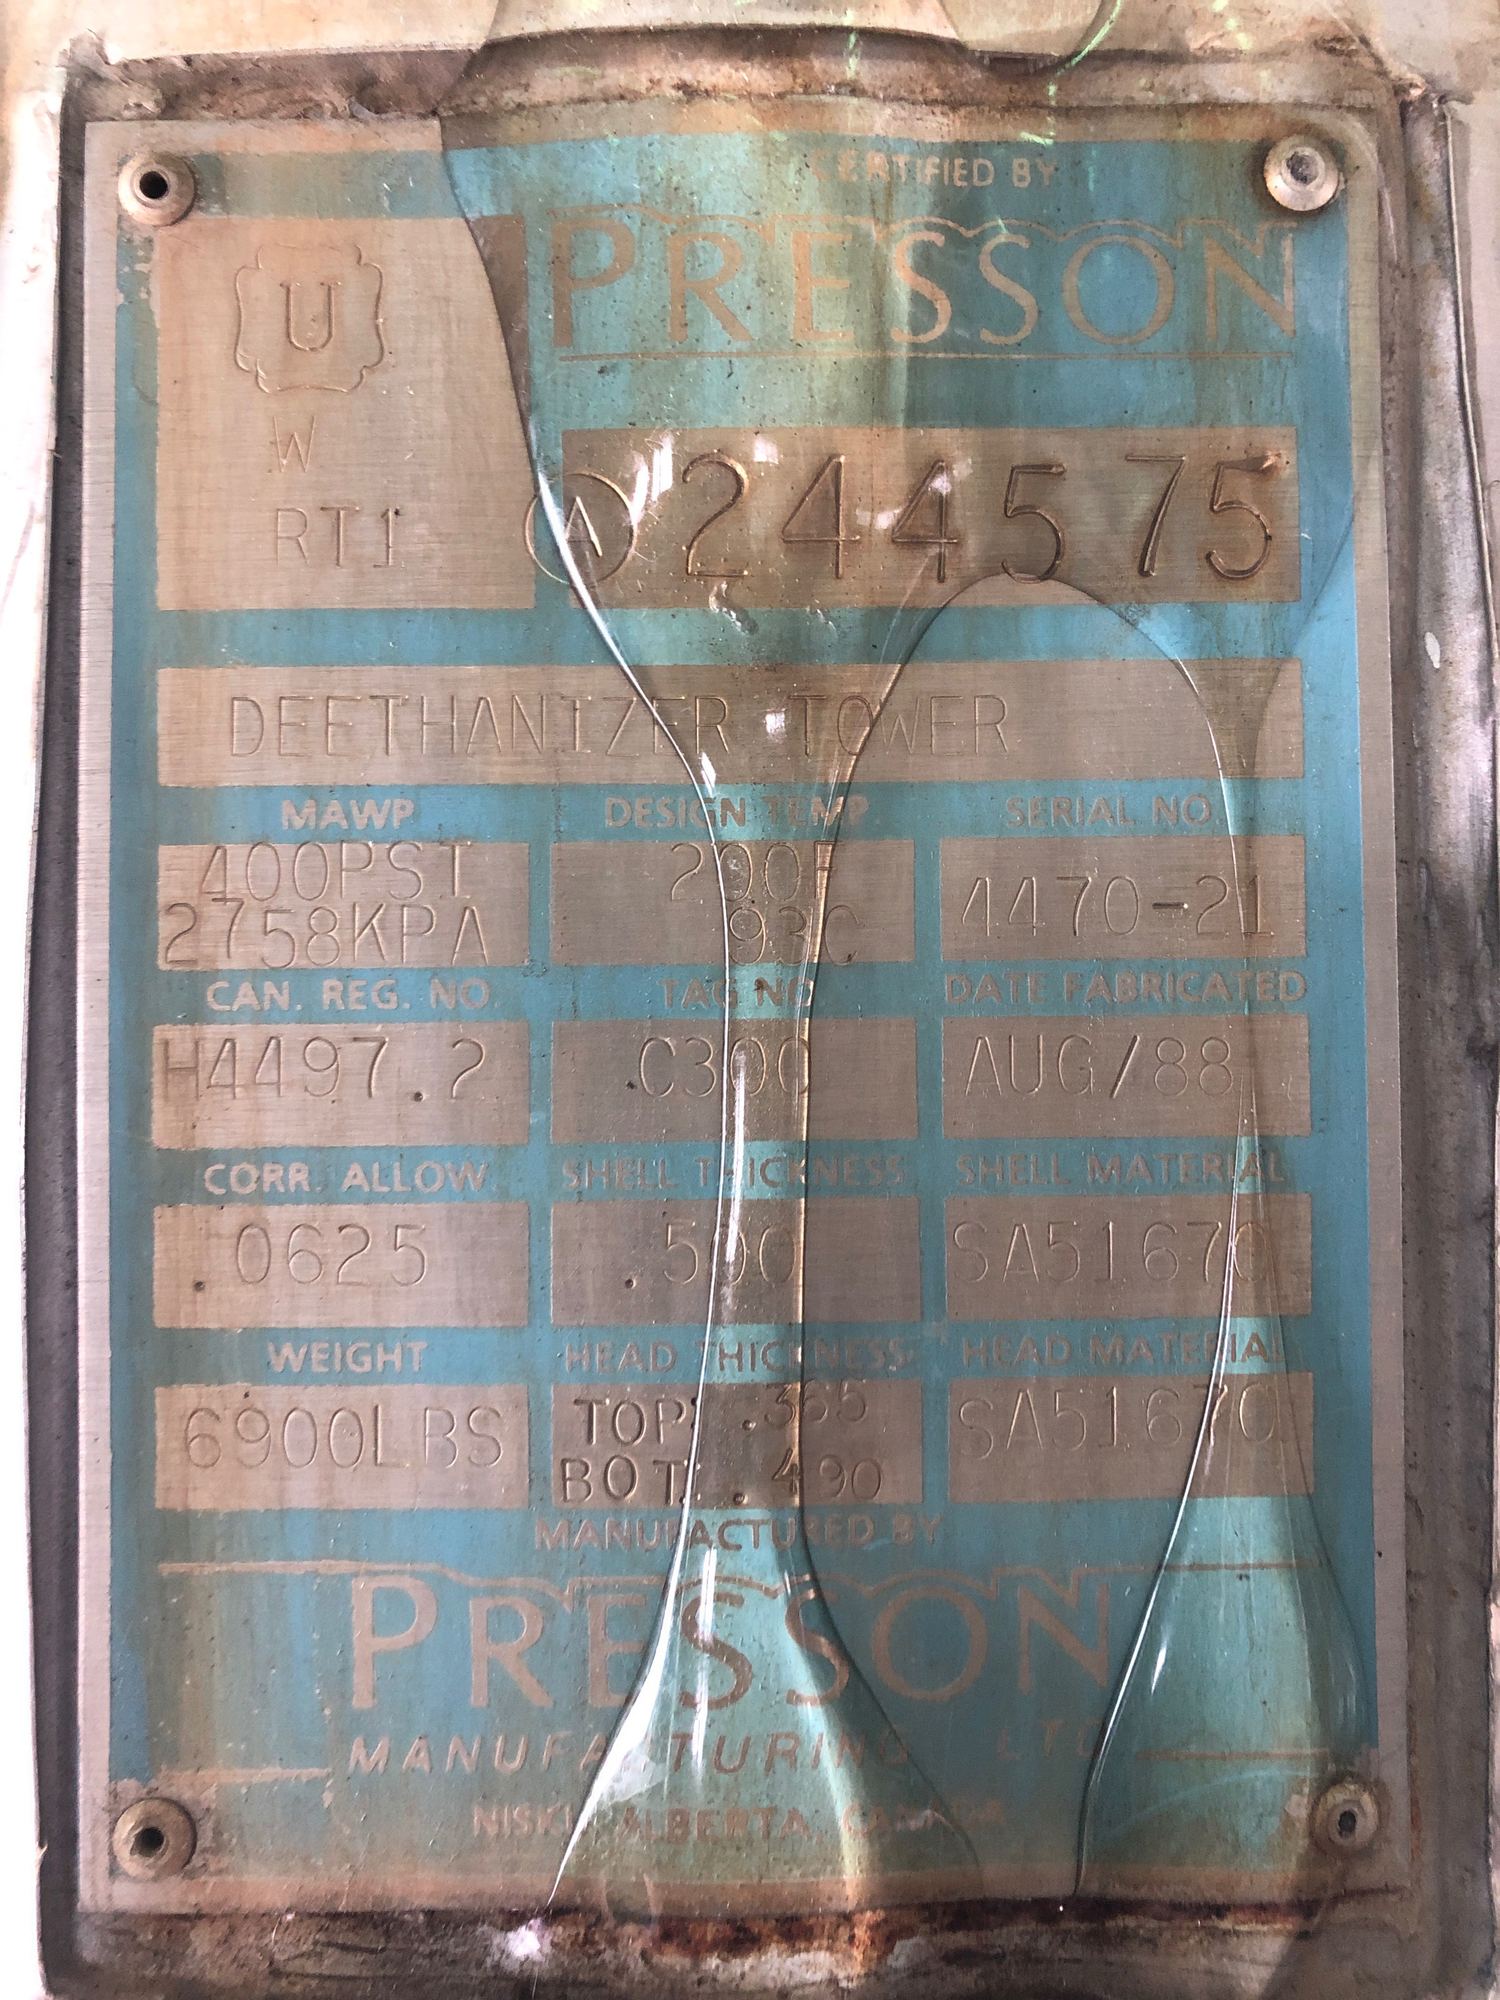 CERTIFIED BY
PRESSON
U
W
RT1
A 244575
DEETHANIZER TOWER
MAWP DESIGN TEMP SERIAL NO.
400PSI 200F 4470-21
2758KPA 93C
CAN. REG. NO. TAG NO. DATE FABRICATED
H4497.2 C300 AUG/88
CORR. ALLOW. SHELL THICKNESS SHELL MATERIAL
.0625 .500 SA51670
WEIGHT HEAD THICKNESS HEAD MATERIAL
6900LBS TOP: .365 SA51670
BOT: .490
MANUFACTURED BY
PRESSON
MANUFACTURING LTD
NISKU, ALBERTA, CANADA